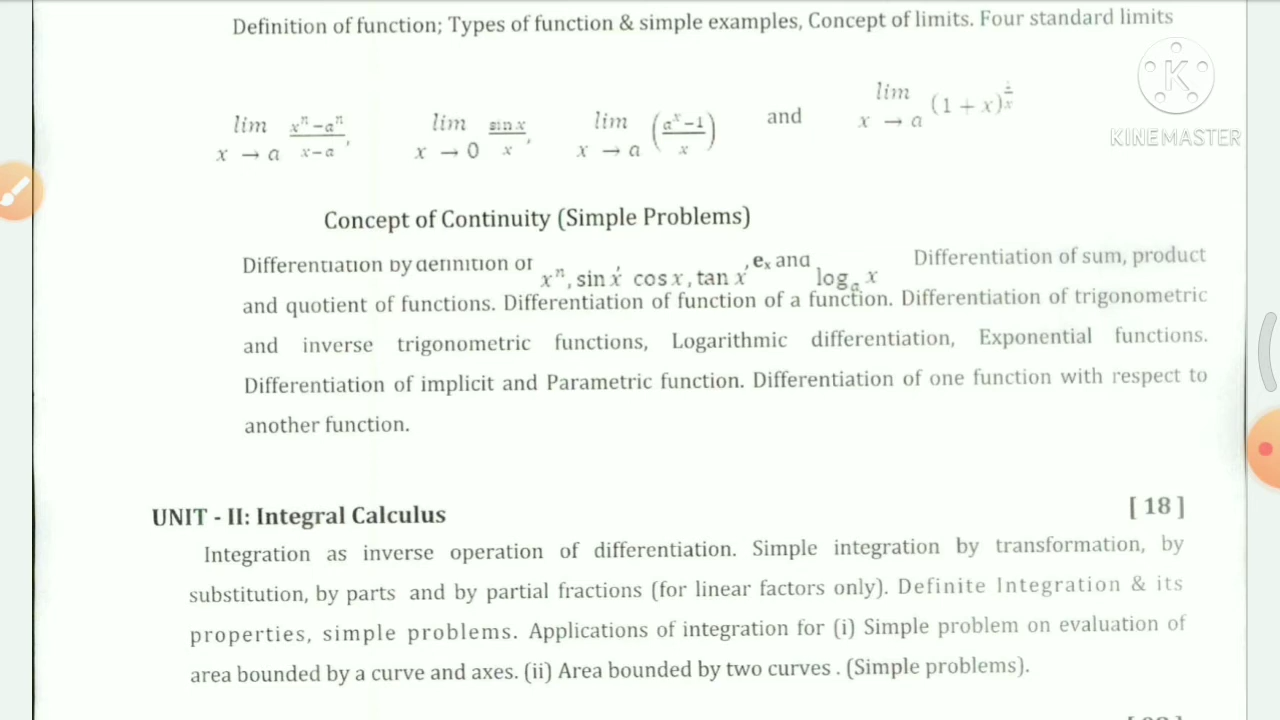 Definition of function; Types of function & simple examples, Concept of limits. Four standard limits
lim x → a (xⁿ−aⁿ)/(x−a), lim x → 0 sin x/x, lim x → a (aˣ−1 / x) and lim x → a (1 + x)^(1/x)
KINEMASTER
Concept of Continuity (Simple Problems)
Differentiation by definition of xⁿ, sin x, cos x, tan x, eₓ and logₐ x Differentiation of sum, product
and quotient of functions. Differentiation of function of a function. Differentiation of trigonometric
and inverse trigonometric functions, Logarithmic differentiation, Exponential functions.
Differentiation of implicit and Parametric function. Differentiation of one function with respect to
another function.
UNIT - II: Integral Calculus [ 18 ]
Integration as inverse operation of differentiation. Simple integration by transformation, by
substitution, by parts and by partial fractions (for linear factors only). Definite Integration & its
properties, simple problems. Applications of integration for (i) Simple problem on evaluation of
area bounded by a curve and axes. (ii) Area bounded by two curves . (Simple problems).